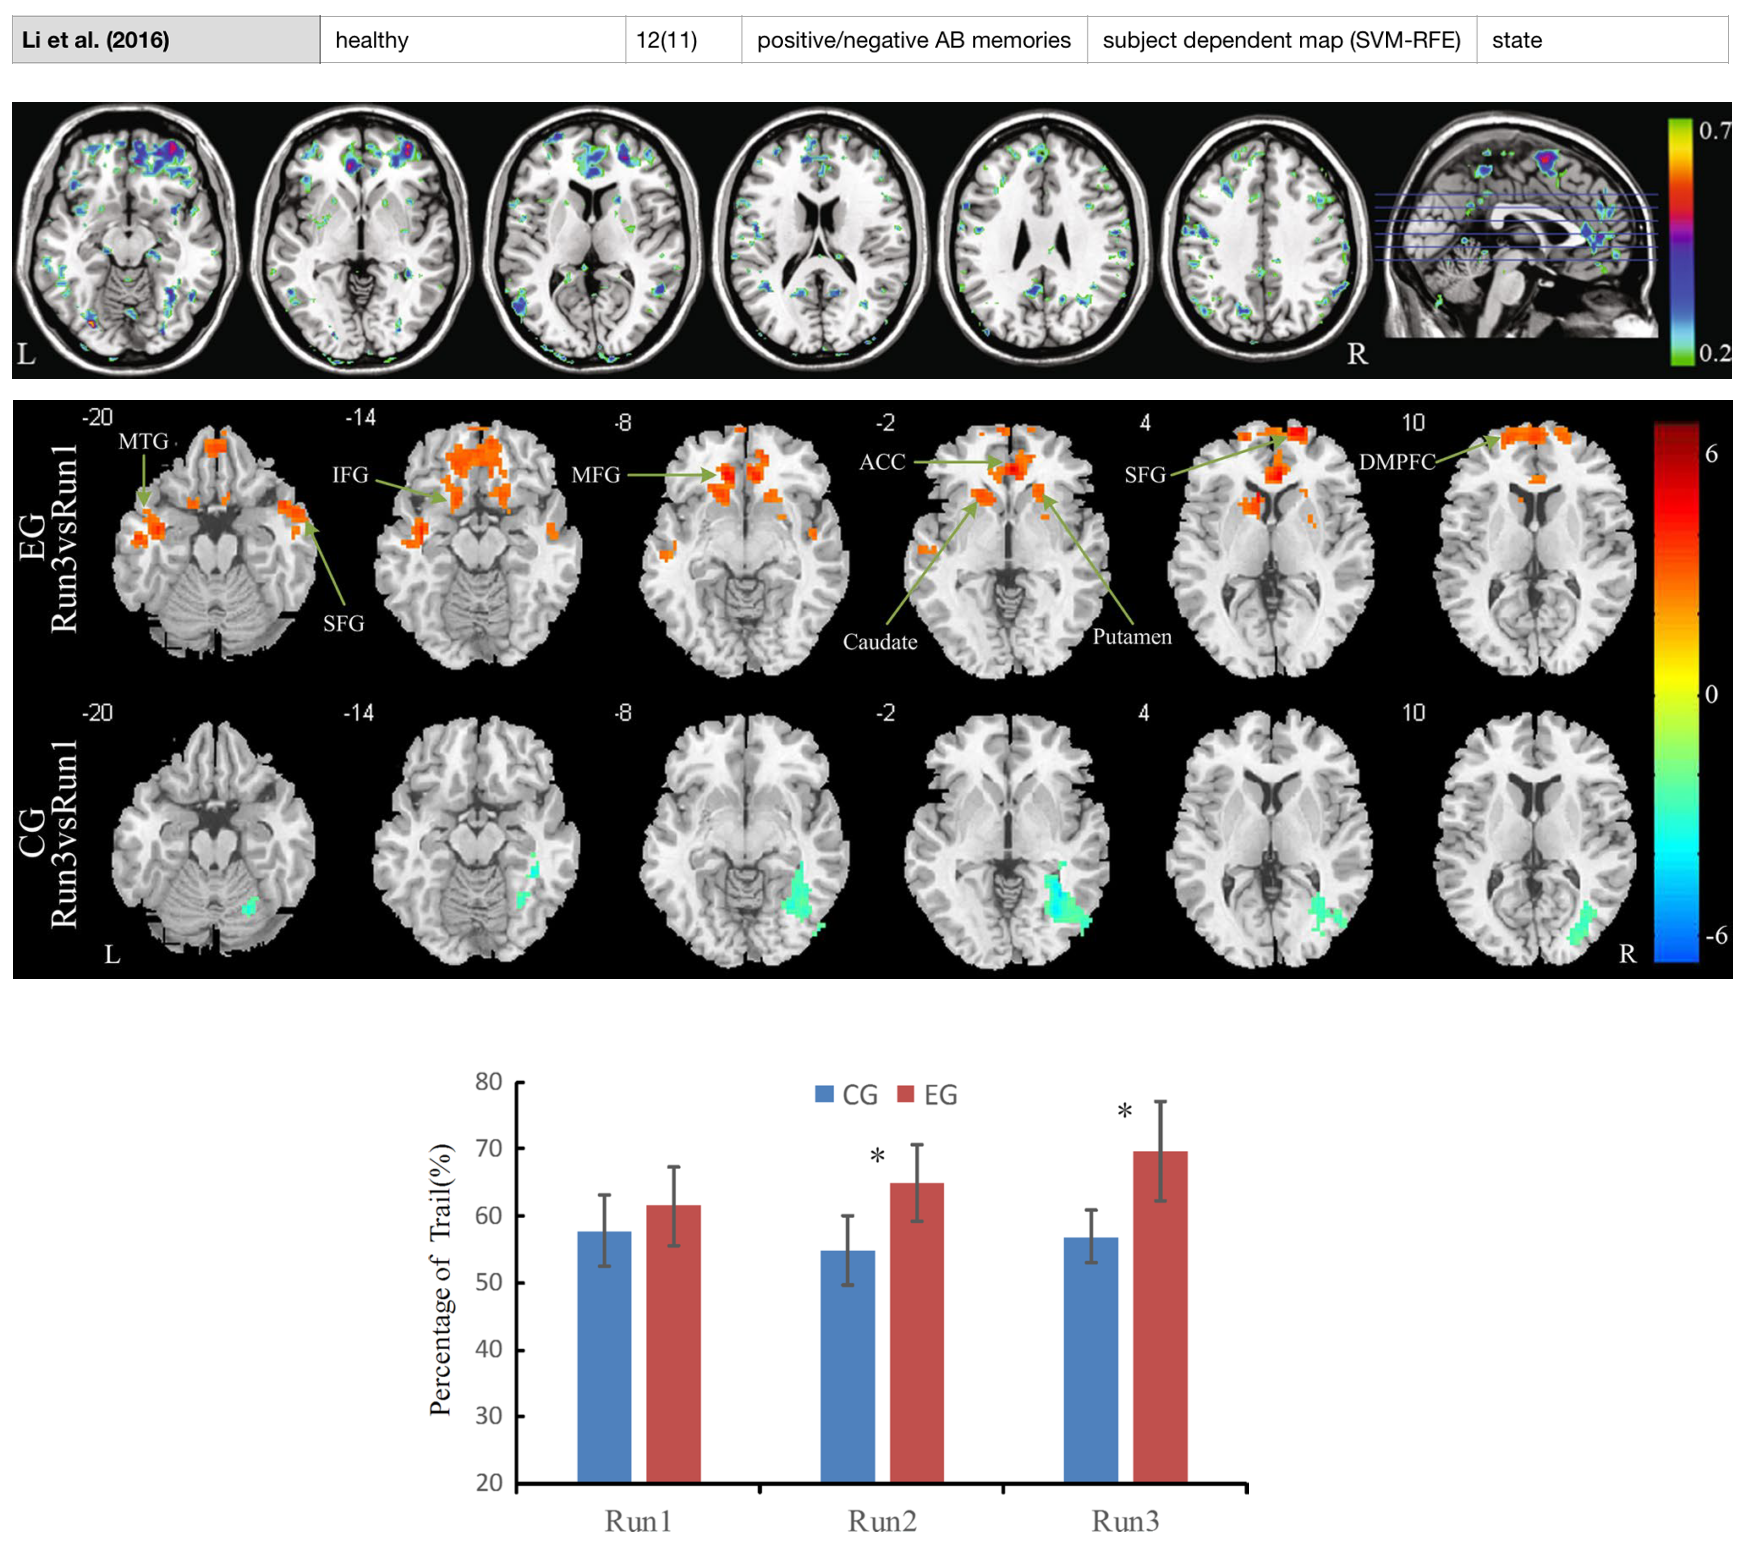 Li et al. (2016) healthy 12(11) positive/negative AB memories subject dependent map (SVM-RFE) state
0.7
0.2
L R
-20 -14 -8 -2 4 10
MTG IFG MFG ACC SFG DMPFC
SFG Caudate Putamen
EG
Run3vsRun1
6
0
-6
-20 -14 -8 -2 4 10
CG
Run3vsRun1
L R
CG EG
Percentage of Trail(%)
80
70
60
50
40
30
20
* *
Run1 Run2 Run3